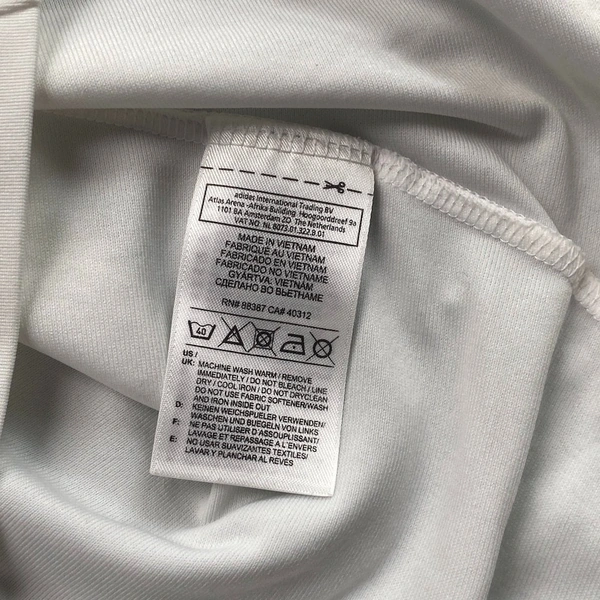 adidas International Trading BV
Atlas Arena -Afrika Building Hoogoorddreef 9a
1101 BA Amsterdam ZO The Netherlands
VAT NO: NL 8073.01.322.B.01
MADE IN VIETNAM
FABRIQUÉ AU VIETNAM
FABRICADO EN VIETNAM
FABRICADO NO VIETNAME
GYÁRTVA: VIETNÁM
СДЕЛАНО ВО ВЬЕТНАМЕ
RN# 88387 CA# 40312
40
US /
UK: MACHINE WASH WARM / REMOVE
IMMEDIATELY / DO NOT BLEACH / LINE
DRY / COOL IRON / DO NOT DRYCLEAN
DO NOT USE FABRIC SOFTENER/WASH
AND IRON INSIDE OUT
D: KEINEN WEICHSPUELER VERWENDEN/
WASCHEN UND BUEGELN VON LINKS
F: NE PAS UTILISER D'ASSOUPLISSANT/
LAVAGE ET REPASSAGE A L'ENVERS
E: NO USAR SUAVIZANTES TEXTILES/
LAVAR Y PLANCHAR AL REVÉS